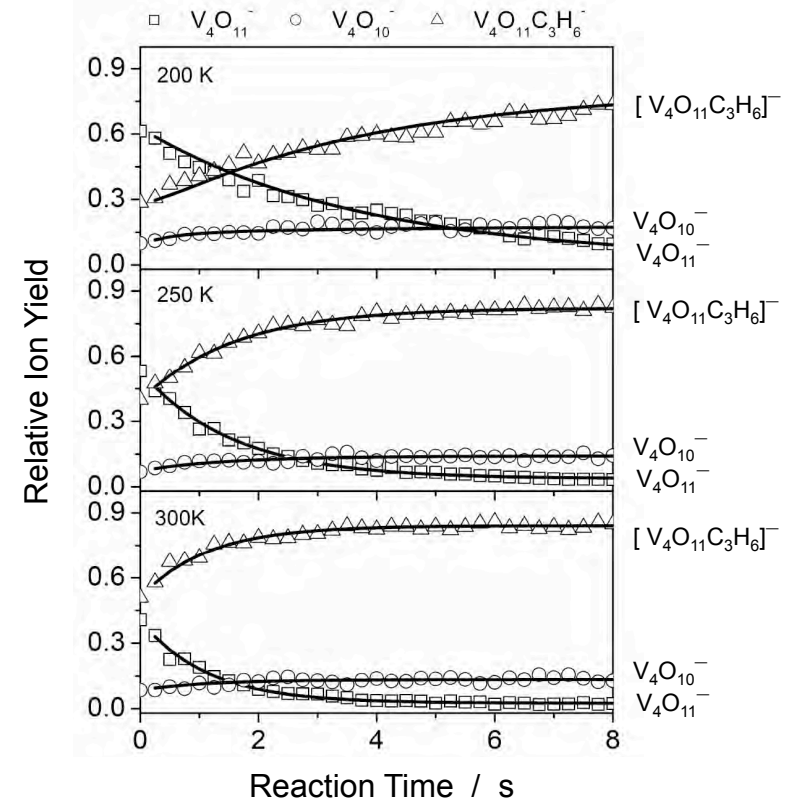 □ V₄O₁₁⁻ ○ V₄O₁₀⁻ △ V₄O₁₁C₃H₆⁻
0.9
200 K
[ V₄O₁₁C₃H₆]⁻
0.6
0.3
V₄O₁₀⁻
V₄O₁₁⁻
0.0
0.9
250 K
[ V₄O₁₁C₃H₆]⁻
0.6
0.3
V₄O₁₀⁻
V₄O₁₁⁻
0.0
0.9
300K
[ V₄O₁₁C₃H₆]⁻
0.6
0.3
V₄O₁₀⁻
V₄O₁₁⁻
0.0
0 2 4 6 8
Relative Ion Yield
Reaction Time / s